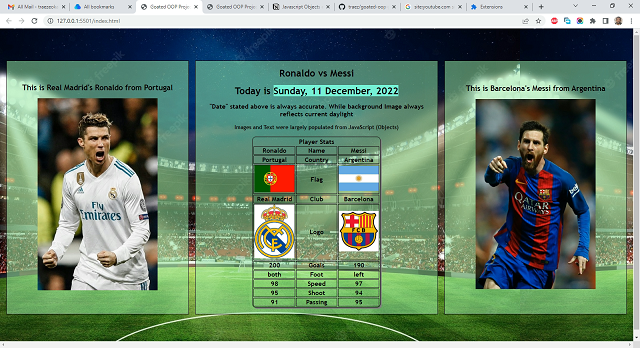 All Mail - traezeoke
All bookmarks
Goated OOP Proje
Goated OOP Proje
Javascript Objects
traez/goated-oop
site:youtube.com
Extensions
127.0.0.1:5501/index.html
This is Real Madrid's Ronaldo from Portugal
Ronaldo vs Messi
Today is Sunday, 11 December, 2022
"Date" stated above is always accurate. While background image always
reflects current daylight
Images and Text were largely populated from JavaScript (Objects)
Player Stats
Ronaldo Name Messi
Portugal Country Argentina
Flag
Real Madrid Club Barcelona
Logo
200 Goals 190
both Foot left
98 Speed 97
95 Shoot 94
91 Passing 95
This is Barcelona's Messi from Argentina
Fly
Emirates